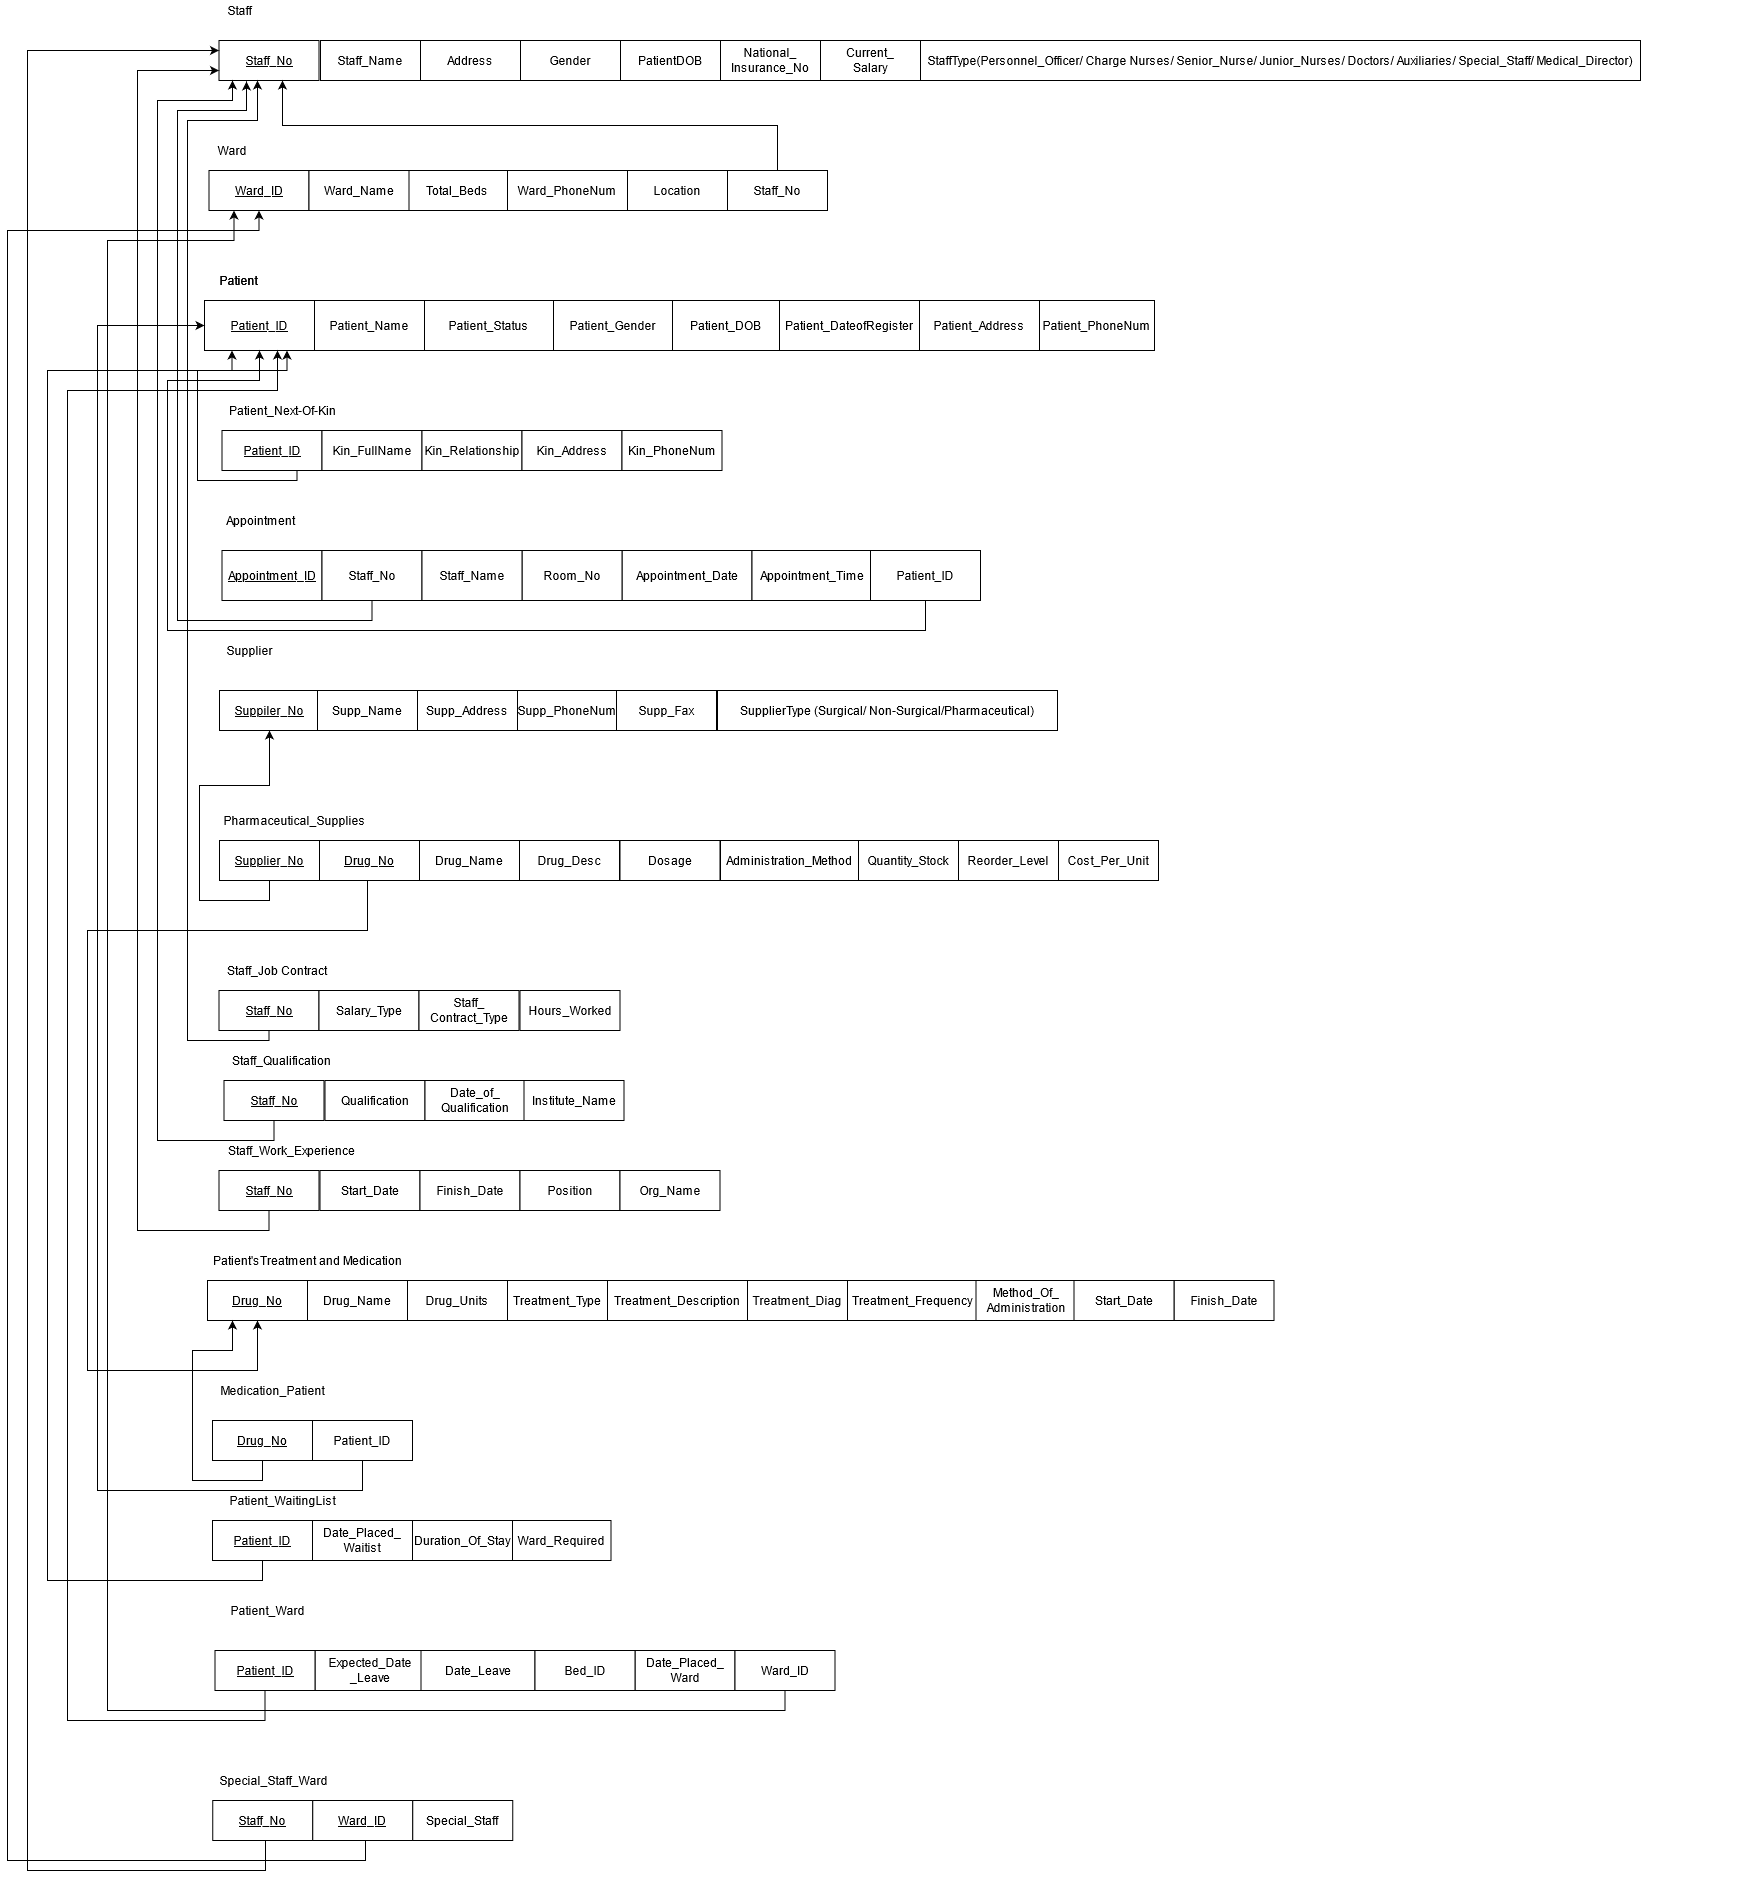 Staff
Staff_No Staff_Name Address Gender PatientDOB National_ Insurance_No Current_ Salary StaffType(Personnel_Officer/ Charge Nurses/ Senior_Nurse/ Junior_Nurses/ Doctors/ Auxiliaries/ Special_Staff/ Medical_Director)
Ward
Ward_ID Ward_Name Total_Beds Ward_PhoneNum Location Staff_No
Patient
Patient_ID Patient_Name Patient_Status Patient_Gender Patient_DOB Patient_DateofRegister Patient_Address Patient_PhoneNum
Patient_Next-Of-Kin
Patient_ID Kin_FullName Kin_Relationship Kin_Address Kin_PhoneNum
Appointment
Appointment_ID Staff_No Staff_Name Room_No Appointment_Date Appointment_Time Patient_ID
Supplier
Suppiler_No Supp_Name Supp_Address Supp_PhoneNum Supp_Fax SupplierType (Surgical/ Non-Surgical/Pharmaceutical)
Pharmaceutical_Supplies
Supplier_No Drug_No Drug_Name Drug_Desc Dosage Administration_Method Quantity_Stock Reorder_Level Cost_Per_Unit
Staff_Job Contract
Staff_No Salary_Type Staff_ Contract_Type Hours_Worked
Staff_Qualification
Staff_No Qualification Date_of_ Qualification Institute_Name
Staff_Work_Experience
Staff_No Start_Date Finish_Date Position Org_Name
Patient'sTreatment and Medication
Drug_No Drug_Name Drug_Units Treatment_Type Treatment_Description Treatment_Diag Treatment_Frequency Method_Of_ Administration Start_Date Finish_Date
Medication_Patient
Drug_No Patient_ID
Patient_WaitingList
Patient_ID Date_Placed_ Waitist Duration_Of_Stay Ward_Required
Patient_Ward
Patient_ID Expected_Date _Leave Date_Leave Bed_ID Date_Placed_ Ward Ward_ID
Special_Staff_Ward
Staff_No Ward_ID Special_Staff